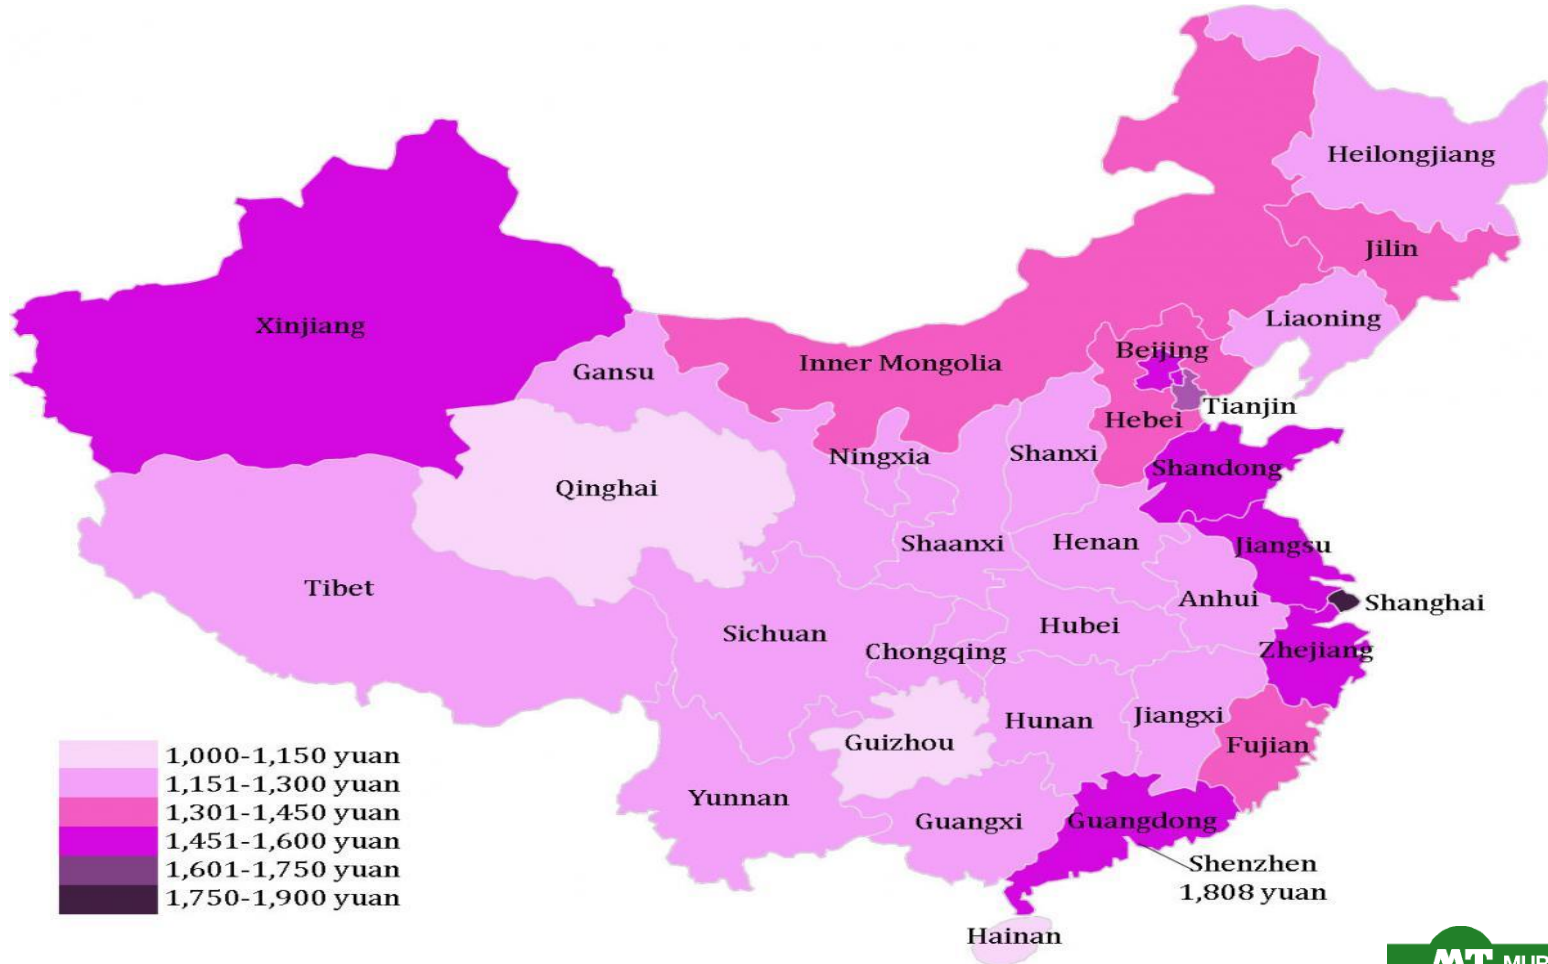 Heilongjiang
Jilin
Liaoning
Xinjiang
Inner Mongolia
Beijing
Gansu
Tianjin
Hebei
Ningxia
Shanxi
Shandong
Qinghai
Shaanxi
Henan
Jiangsu
Tibet
Anhui
Shanghai
Sichuan
Hubei
Chongqing
Zhejiang
Hunan
Jiangxi
Guizhou
Fujian
Yunnan
Guangxi
Guangdong
Shenzhen
1,808 yuan
Hainan
1,000-1,150 yuan
1,151-1,300 yuan
1,301-1,450 yuan
1,451-1,600 yuan
1,601-1,750 yuan
1,750-1,900 yuan
MT